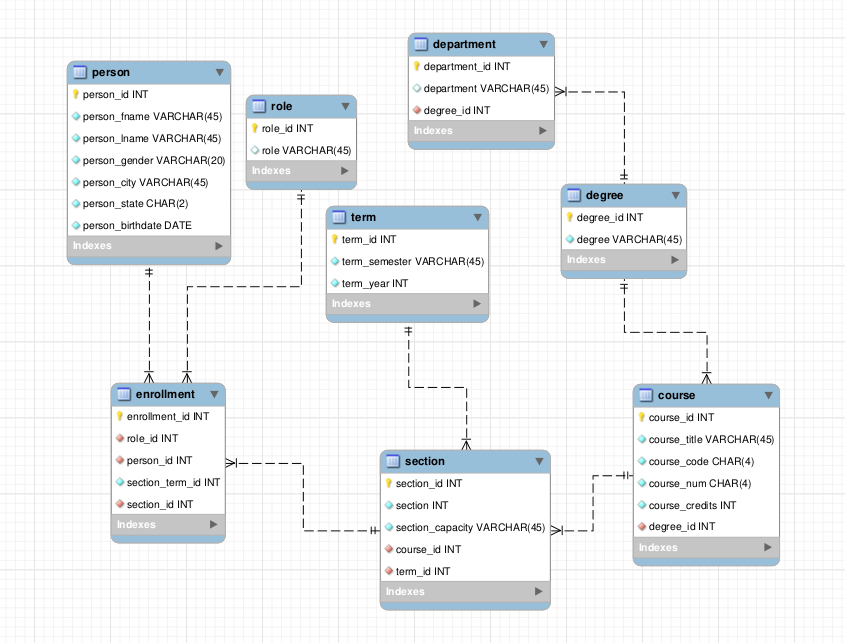 person
person_id INT
person_fname VARCHAR(45)
person_lname VARCHAR(45)
person_gender VARCHAR(20)
person_city VARCHAR(45)
person_state CHAR(2)
person_birthdate DATE
Indexes
role
role_id INT
role VARCHAR(45)
Indexes
department
department_id INT
department VARCHAR(45)
degree_id INT
Indexes
term
term_id INT
term_semester VARCHAR(45)
term_year INT
Indexes
degree
degree_id INT
degree VARCHAR(45)
Indexes
enrollment
enrollment_id INT
role_id INT
person_id INT
section_term_id INT
section_id INT
Indexes
section
section_id INT
section INT
section_capacity VARCHAR(45)
course_id INT
term_id INT
Indexes
course
course_id INT
course_title VARCHAR(45)
course_code CHAR(4)
course_num CHAR(4)
course_credits INT
degree_id INT
Indexes